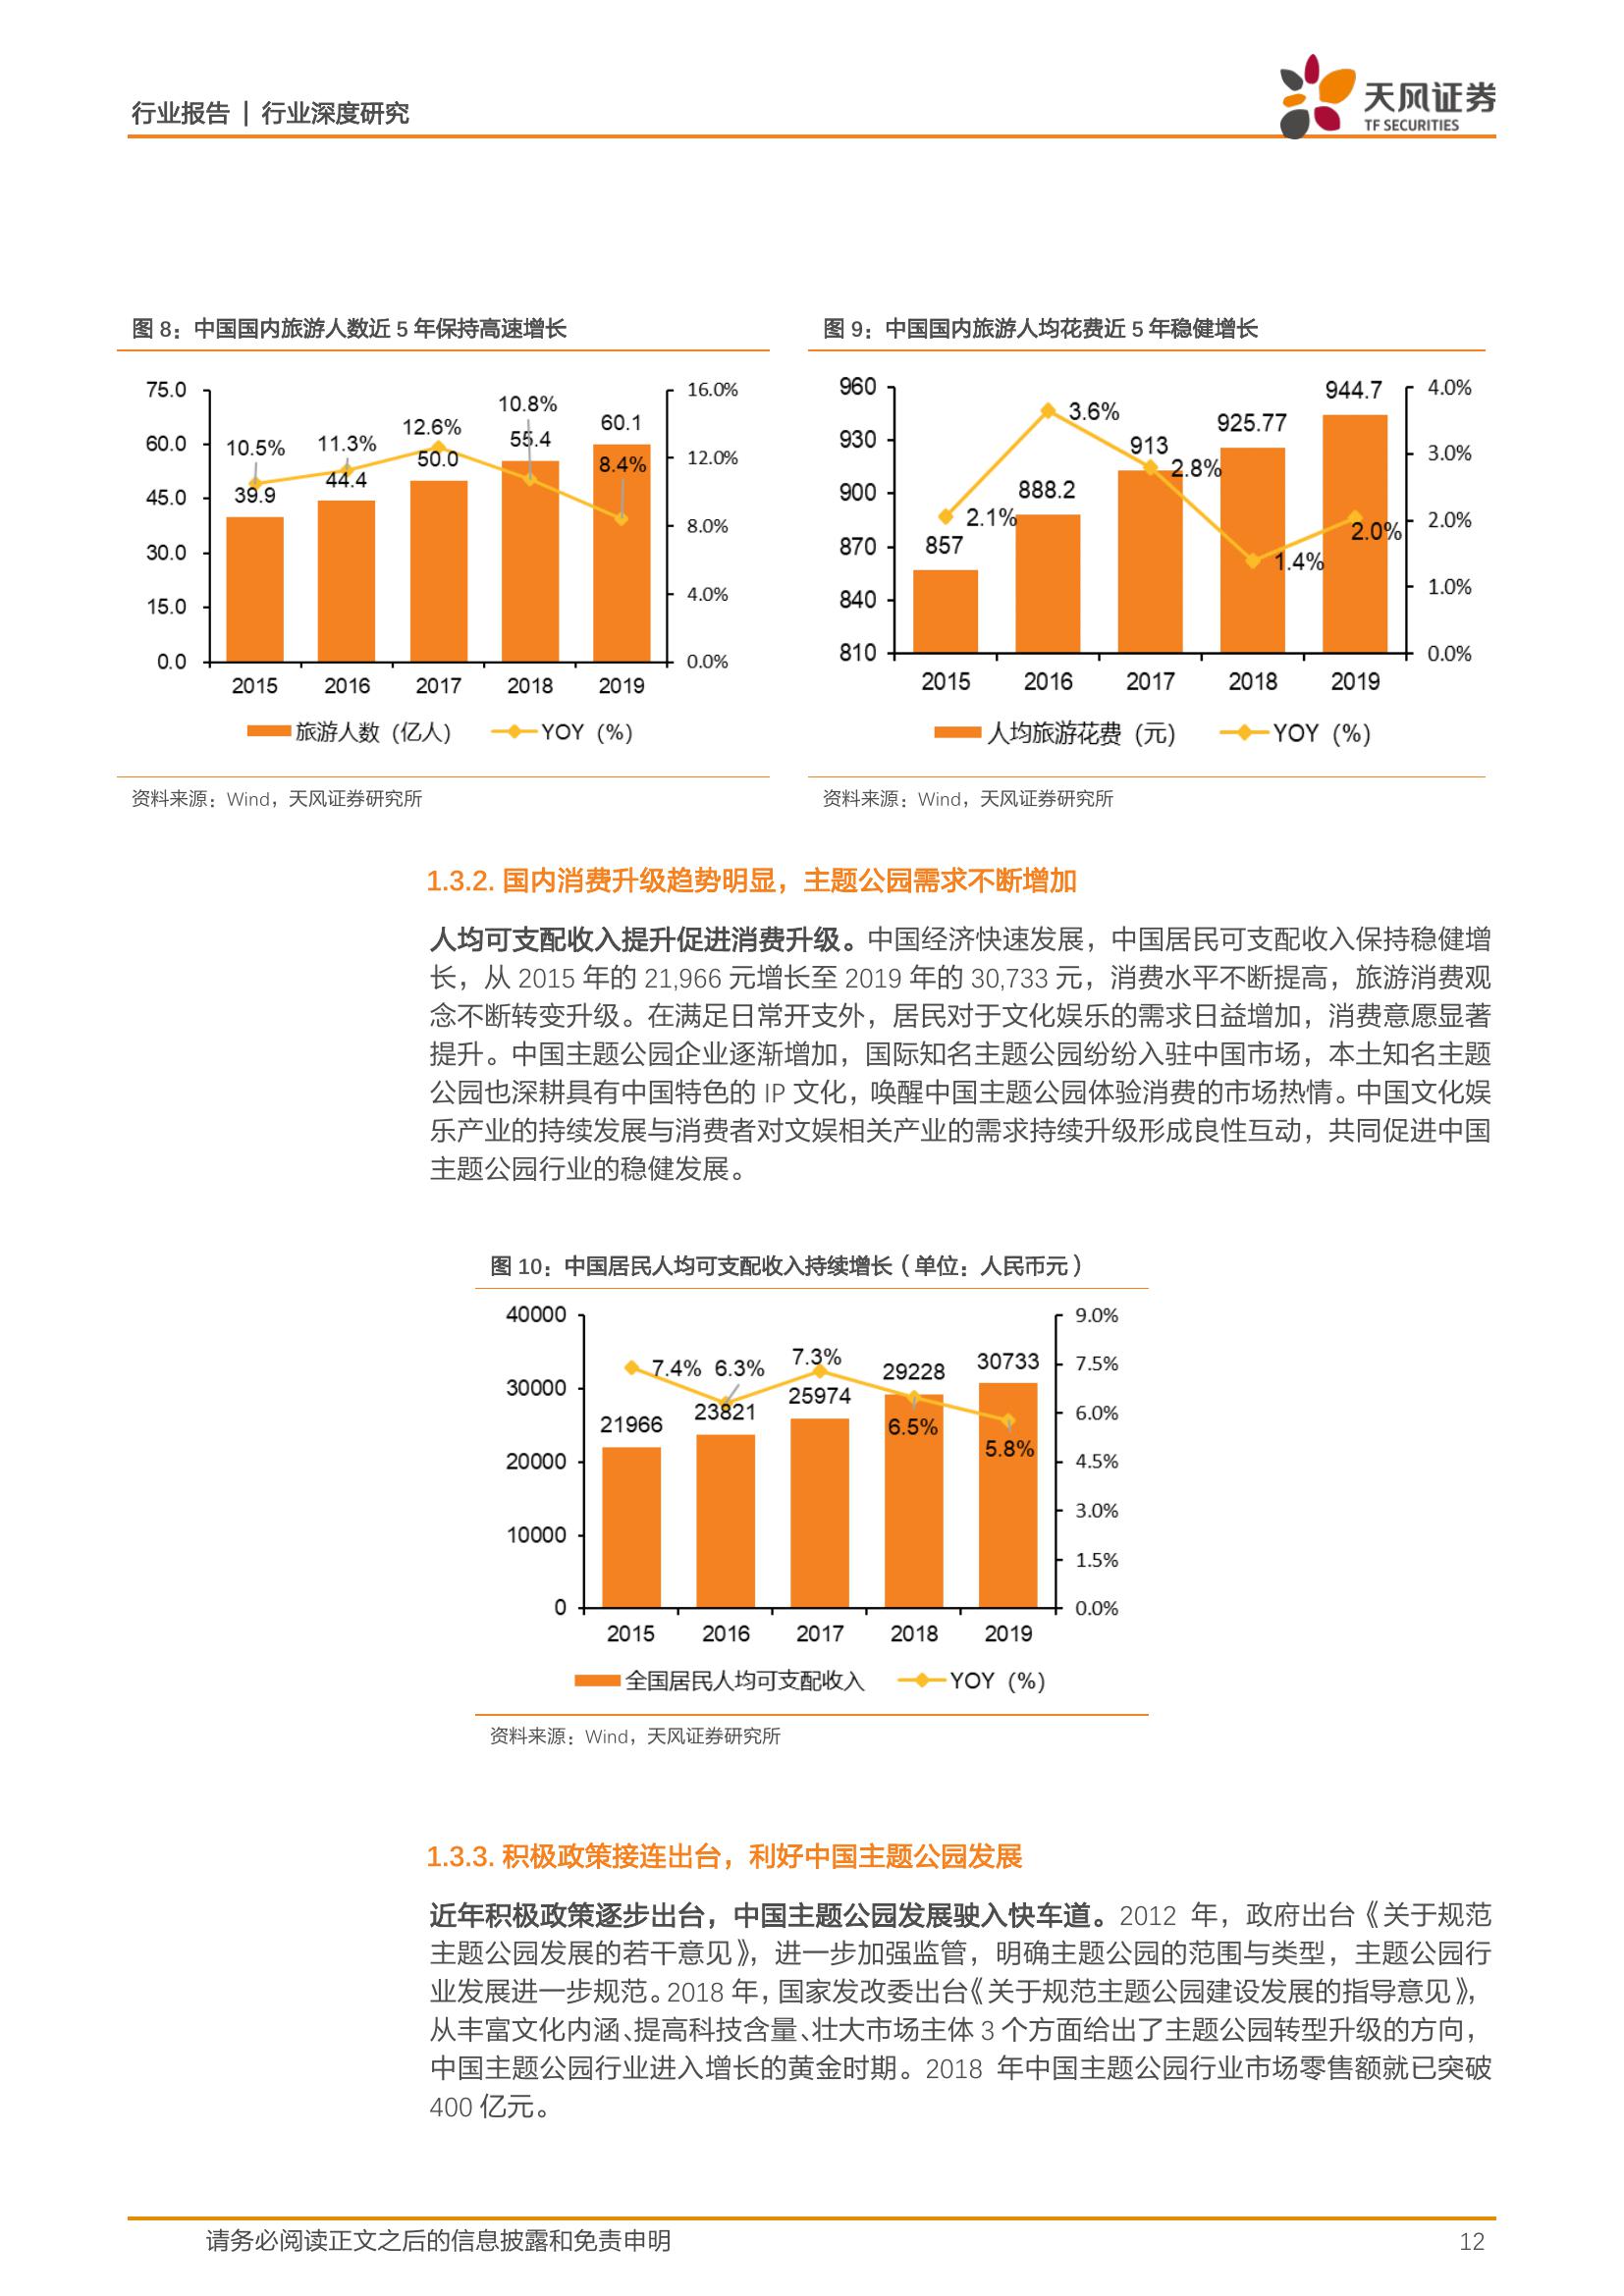 行业报告 | 行业深度研究
天风证券
TF SECURITIES
图 8：中国国内旅游人数近 5 年保持高速增长
75.0
60.0
45.0
30.0
15.0
0.0
16.0%
12.0%
8.0%
4.0%
0.0%
10.5%
11.3%
12.6%
10.8%
8.4%
39.9
44.4
50.0
55.4
60.1
2015 2016 2017 2018 2019
旅游人数（亿人） YOY（%）
资料来源：Wind，天风证券研究所
图 9：中国国内旅游人均花费近 5 年稳健增长
960
930
900
870
840
810
4.0%
3.0%
2.0%
1.0%
0.0%
2.1%
3.6%
2.8%
1.4%
2.0%
857
888.2
913
925.77
944.7
2015 2016 2017 2018 2019
人均旅游花费（元） YOY（%）
资料来源：Wind，天风证券研究所
1.3.2. 国内消费升级趋势明显，主题公园需求不断增加
人均可支配收入提升促进消费升级。中国经济快速发展，中国居民可支配收入保持稳健增
长，从 2015 年的 21,966 元增长至 2019 年的 30,733 元，消费水平不断提高，旅游消费观
念不断转变升级。在满足日常开支外，居民对于文化娱乐的需求日益增加，消费意愿显著
提升。中国主题公园企业逐渐增加，国际知名主题公园纷纷入驻中国市场，本土知名主题
公园也深耕具有中国特色的 IP 文化，唤醒中国主题公园体验消费的市场热情。中国文化娱
乐产业的持续发展与消费者对文娱相关产业的需求持续升级形成良性互动，共同促进中国
主题公园行业的稳健发展。
图 10：中国居民人均可支配收入持续增长（单位：人民币元）
40000
30000
20000
10000
0
9.0%
7.5%
6.0%
4.5%
3.0%
1.5%
0.0%
7.4%
6.3%
7.3%
6.5%
5.8%
21966
23821
25974
29228
30733
2015 2016 2017 2018 2019
全国居民人均可支配收入 YOY（%）
资料来源：Wind，天风证券研究所
1.3.3. 积极政策接连出台，利好中国主题公园发展
近年积极政策逐步出台，中国主题公园发展驶入快车道。2012 年，政府出台《关于规范
主题公园发展的若干意见》，进一步加强监管，明确主题公园的范围与类型，主题公园行
业发展进一步规范。2018 年，国家发改委出台《关于规范主题公园建设发展的指导意见》，
从丰富文化内涵、提高科技含量、壮大市场主体 3 个方面给出了主题公园转型升级的方向，
中国主题公园行业进入增长的黄金时期。2018 年中国主题公园行业市场零售额就已突破
400 亿元。
请务必阅读正文之后的信息披露和免责申明
12